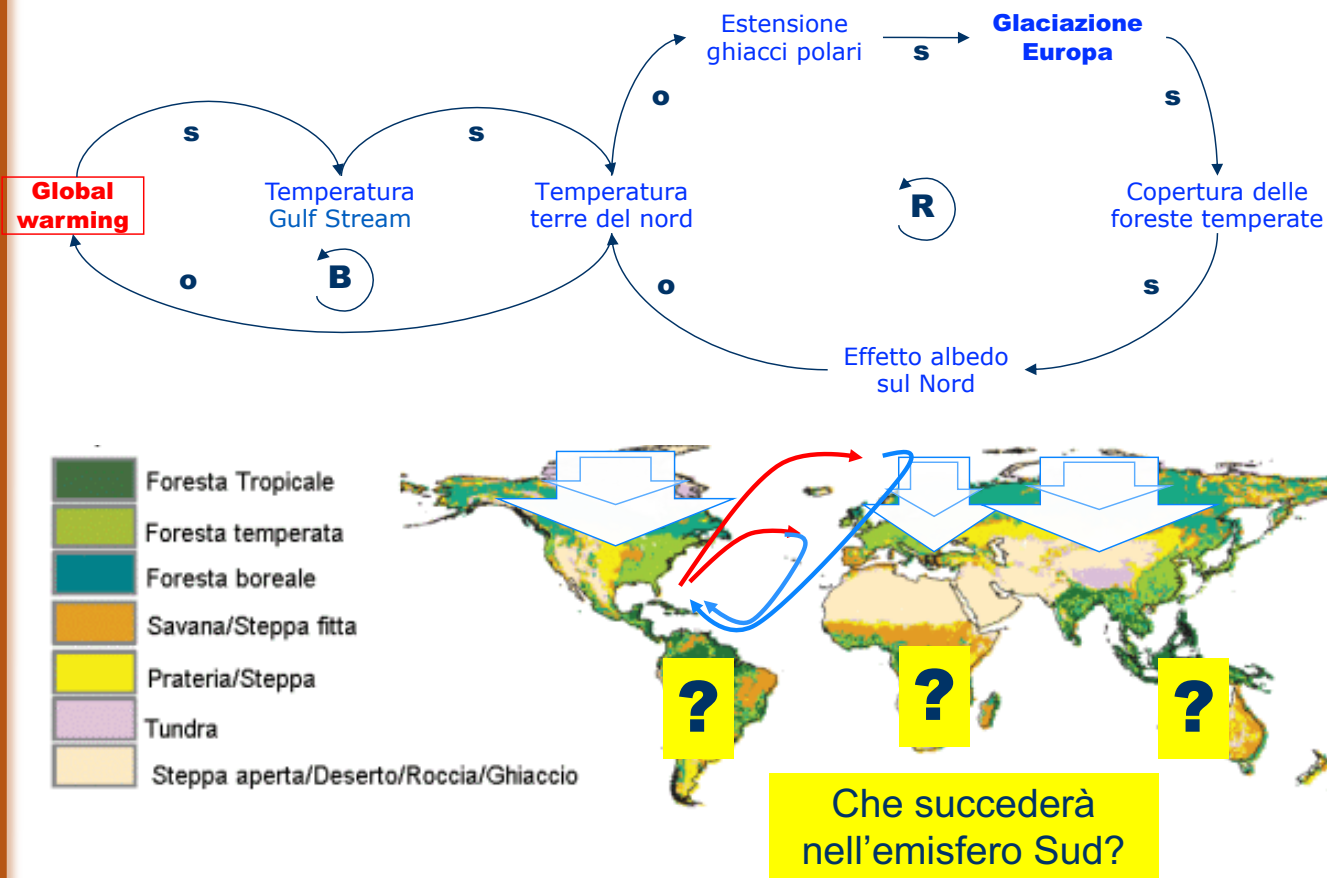 Estensione
ghiacci polari
s
Glaciazione
Europa
o
s
s
s
Global
warming
Temperatura
Gulf Stream
Temperatura
terre del nord
R
Copertura delle
foreste temperate
o
B
o
s
Effetto albedo
sul Nord
Foresta Tropicale
Foresta temperata
Foresta boreale
Savana/Steppa fitta
Prateria/Steppa
Tundra
Steppa aperta/Deserto/Roccia/Ghiaccio
?
?
?
Che succederà
nell’emisfero Sud?